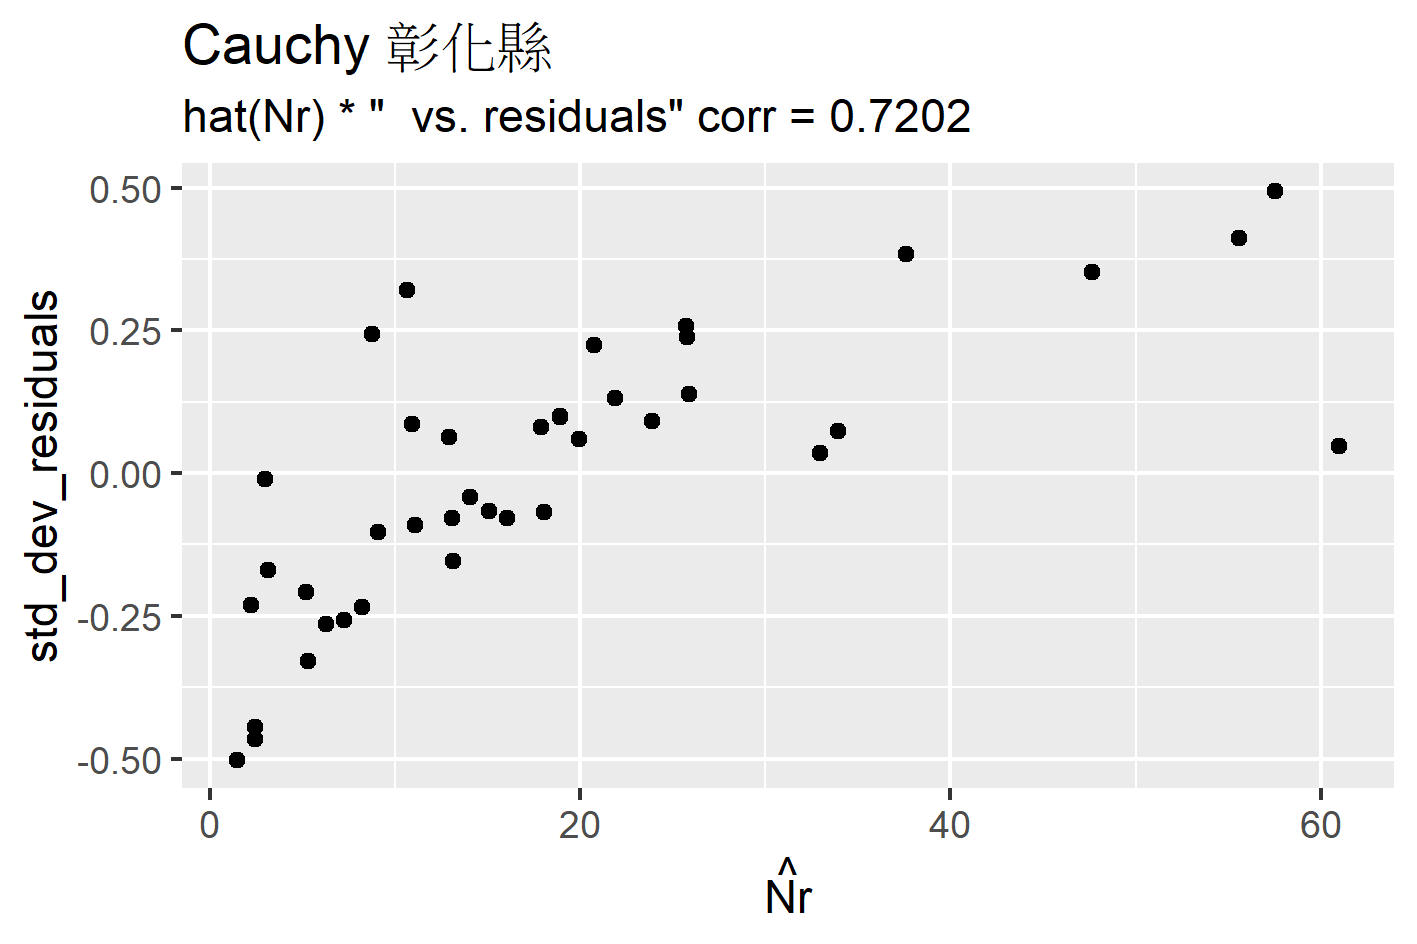 Cauchy 彰化縣
hat(Nr) * "  vs. residuals" corr = 0.7202
std_dev_residuals
0.50
0.25
0.00
-0.25
-0.50
0
20
40
60
N̂r